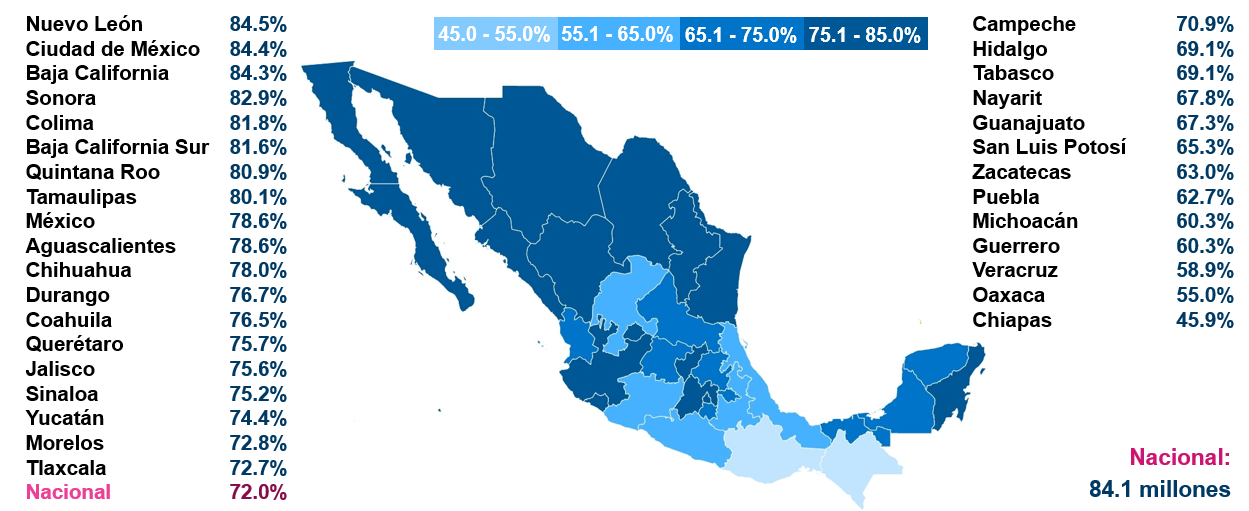 Nuevo León 84.5%
Ciudad de México 84.4%
Baja California 84.3%
Sonora 82.9%
Colima 81.8%
Baja California Sur 81.6%
Quintana Roo 80.9%
Tamaulipas 80.1%
México 78.6%
Aguascalientes 78.6%
Chihuahua 78.0%
Durango 76.7%
Coahuila 76.5%
Querétaro 75.7%
Jalisco 75.6%
Sinaloa 75.2%
Yucatán 74.4%
Morelos 72.8%
Tlaxcala 72.7%
Nacional 72.0%
45.0 - 55.0% 55.1 - 65.0% 65.1 - 75.0% 75.1 - 85.0%
Campeche 70.9%
Hidalgo 69.1%
Tabasco 69.1%
Nayarit 67.8%
Guanajuato 67.3%
San Luis Potosí 65.3%
Zacatecas 63.0%
Puebla 62.7%
Michoacán 60.3%
Guerrero 60.3%
Veracruz 58.9%
Oaxaca 55.0%
Chiapas 45.9%
Nacional:
84.1 millones